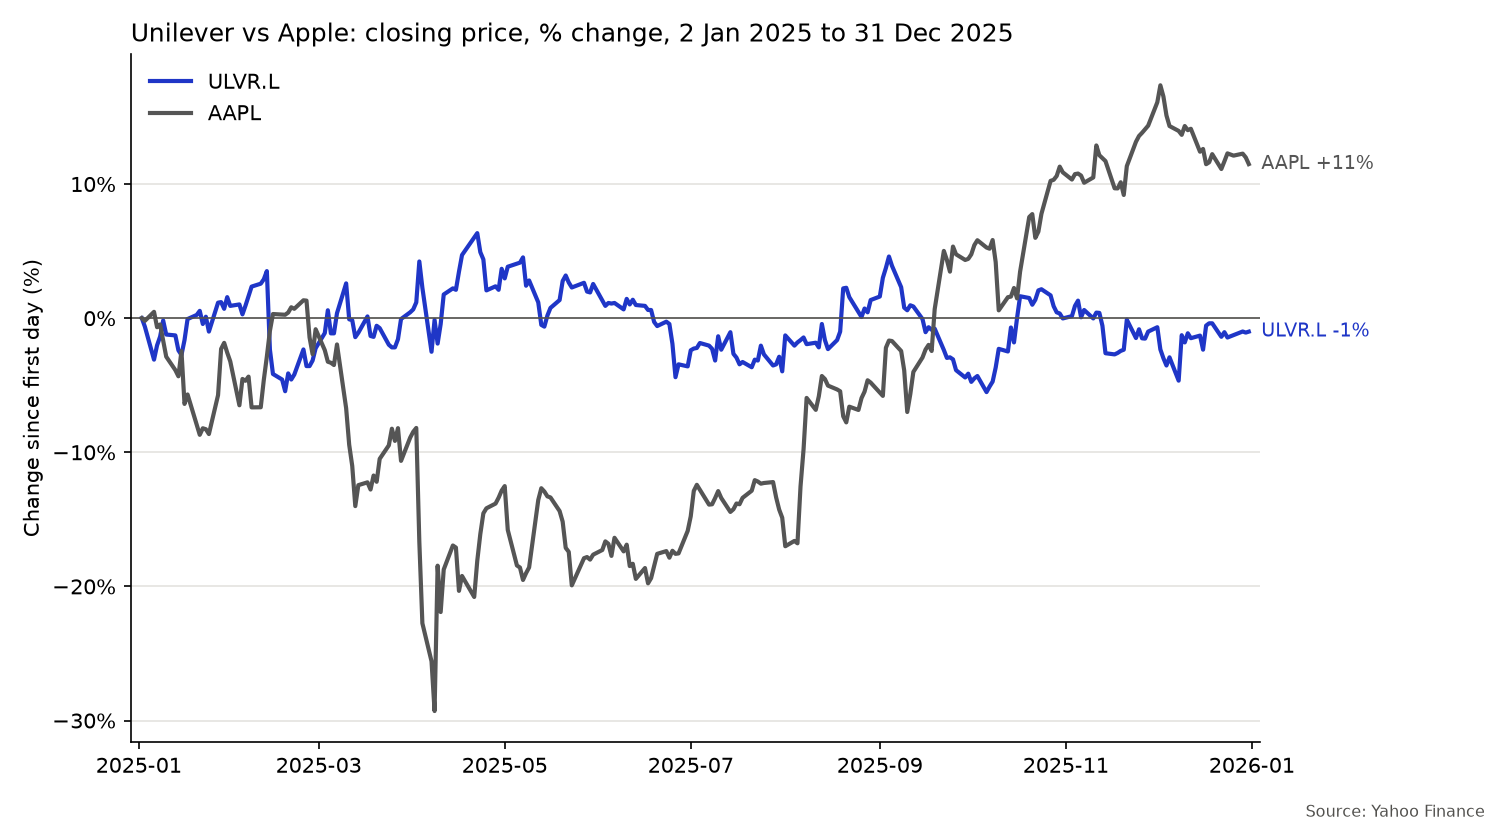 Unilever vs Apple: closing price, % change, 2 Jan 2025 to 31 Dec 2025
ULVR.L
AAPL
Change since first day (%)
10%
0%
−10%
−20%
−30%
AAPL +11%
ULVR.L -1%
2025-01
2025-03
2025-05
2025-07
2025-09
2025-11
2026-01
Source: Yahoo Finance